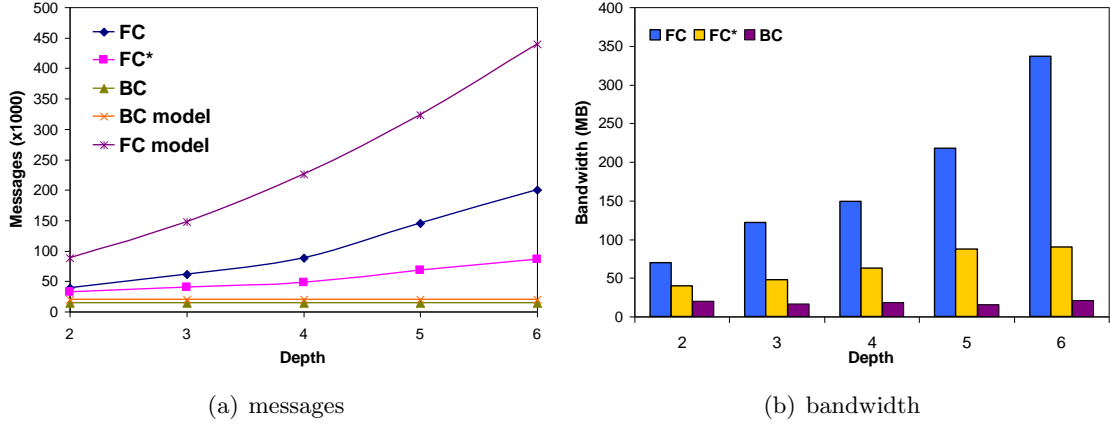 500
450
400
350
300
250
200
150
100
50
0
Messages (x1000)
FC
FC*
BC
BC model
FC model
2 3 4 5 6
Depth
(a) messages
400
350
300
250
200
150
100
50
0
Bandwidth (MB)
FC FC* BC
2 3 4 5 6
Depth
(b) bandwidth